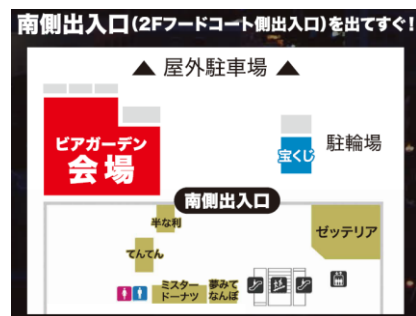 南側出入口(2Fフードコート側出入口)を出てすぐ!
▲ 屋外駐車場 ▲
ビアガーデン
会場
宝くじ
駐輪場
南側出入口
半な利
てんてん
ゼッテリア
ミスター
ドーナツ
夢みて
なんぼ